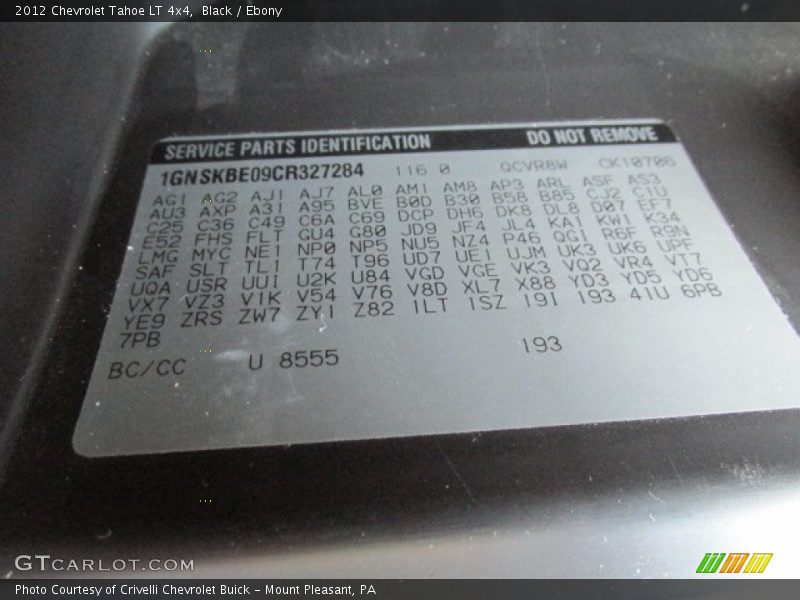 2012 Chevrolet Tahoe LT 4x4, Black / Ebony
SERVICE PARTS IDENTIFICATION DO NOT REMOVE
1GNSKBE09CR327284 116 0 QCVR8W CK10706
AG1 AG2 AJ1 AJ7 AL0 AM1 AM8 AP3 ARL ASF AS3
AU3 AXP A31 A95 BVE B0D B30 B58 B85 CJ2 C1U
C25 C36 C49 C6A C69 DCP DH6 DK8 DL8 D07 EF7
E52 FHS FLT GU4 G80 JD9 JF4 JL4 KA1 KW1 K34
LMG MYC NE1 NP0 NP5 NU5 NZ4 P46 QG1 R6F R9N
SAF SLT TL1 T74 T96 UD7 UE1 UJM UK3 UK6 UPF
UQA USR UU1 U2K U84 VGD VGE VK3 VQ2 VR4 VT7
VX7 VZ3 V1K V54 V76 V8D XL7 X88 YD3 YD5 YD6
YE9 ZRS ZW7 ZY1 Z82 1LT 1SZ 19I 193 41U 6PB
7PB
BC/CC U 8555 193
GTCARLOT.COM
Photo Courtesy of Crivelli Chevrolet Buick - Mount Pleasant, PA